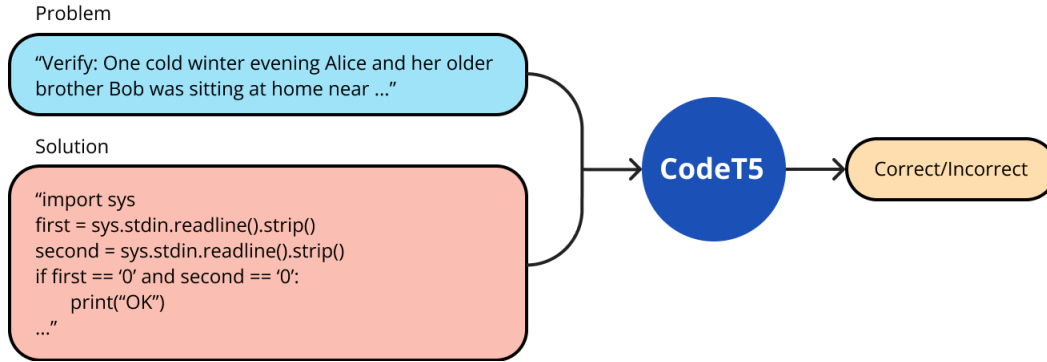 Problem
“Verify: One cold winter evening Alice and her older
brother Bob was sitting at home near ...”
Solution
“import sys
first = sys.stdin.readline().strip()
second = sys.stdin.readline().strip()
if first == ‘0’ and second == ‘0’:
print(“OK”)
...”
CodeT5
Correct/Incorrect